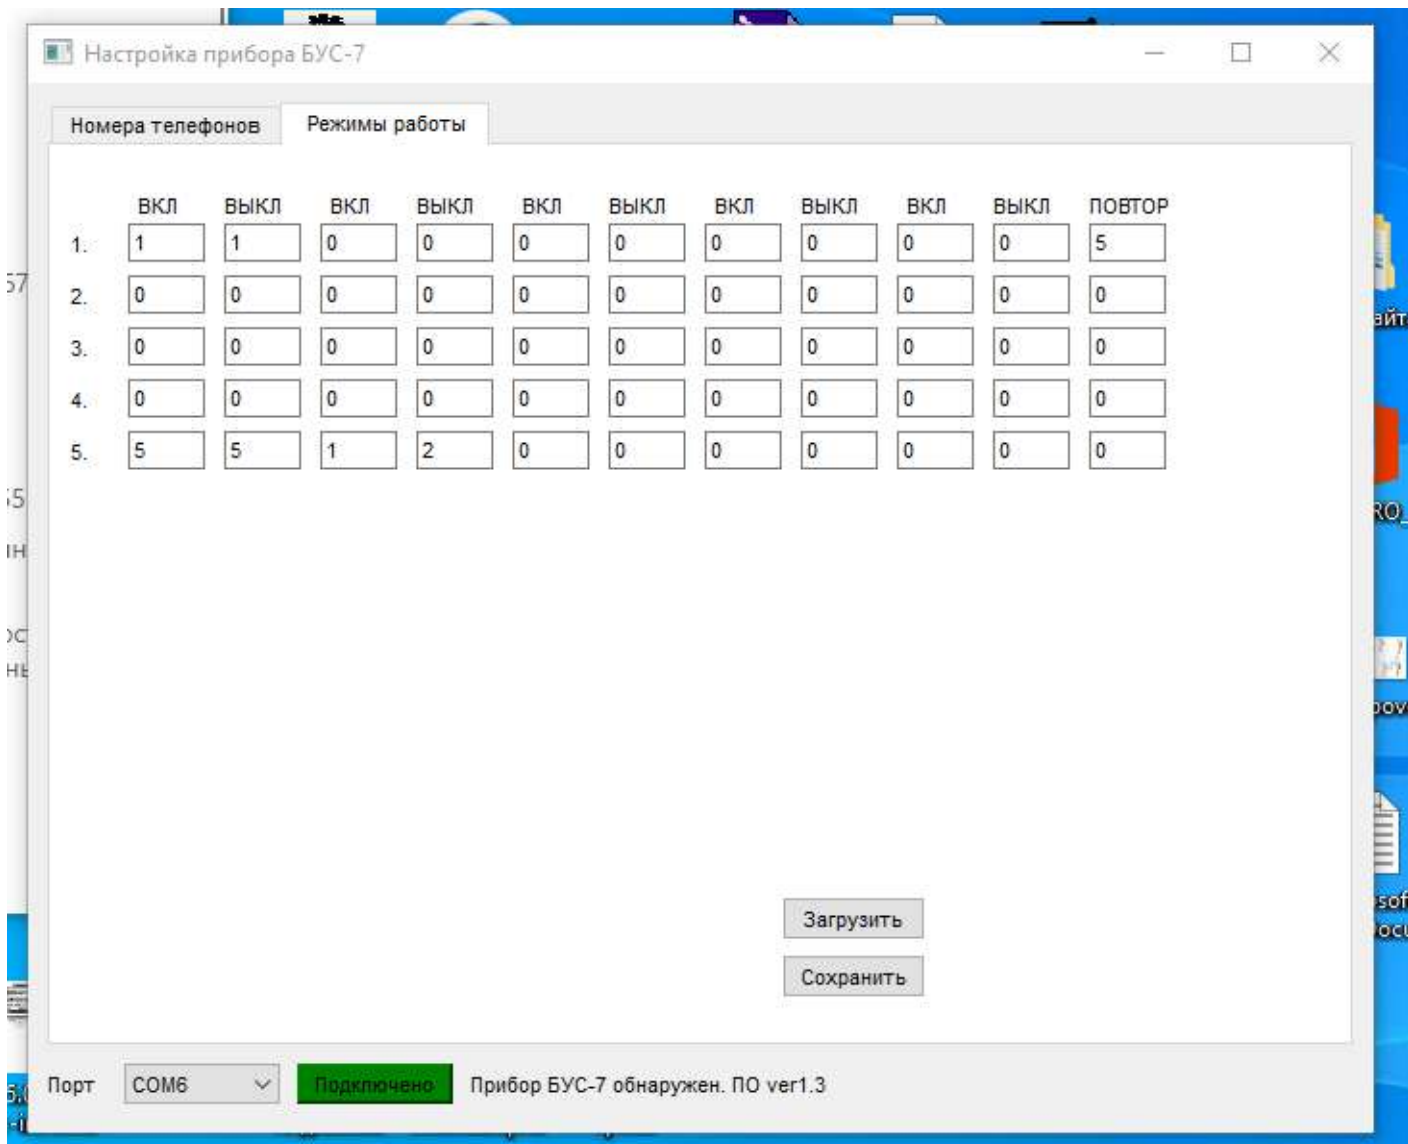 Настройка прибора БУС-7
Номера телефонов Режимы работы
ВКЛ ВЫКЛ ВКЛ ВЫКЛ ВКЛ ВЫКЛ ВКЛ ВЫКЛ ВКЛ ВЫКЛ ПОВТОР
1. 1 1 0 0 0 0 0 0 0 0 5
2. 0 0 0 0 0 0 0 0 0 0 0
3. 0 0 0 0 0 0 0 0 0 0 0
4. 0 0 0 0 0 0 0 0 0 0 0
5. 5 5 1 2 0 0 0 0 0 0 0
Загрузить
Сохранить
Порт COM6 Подключено Прибор БУС-7 обнаружен. ПО ver1.3